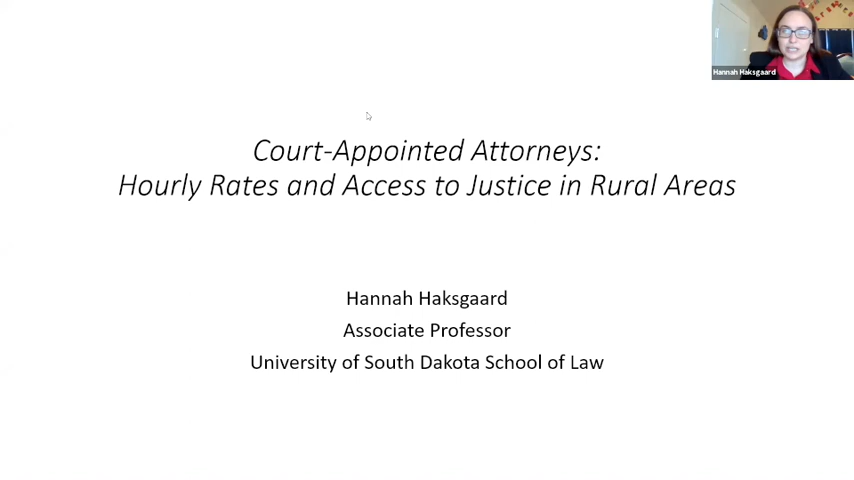 Hannah Haksgaard
Court-Appointed Attorneys:
Hourly Rates and Access to Justice in Rural Areas
Hannah Haksgaard
Associate Professor
University of South Dakota School of Law